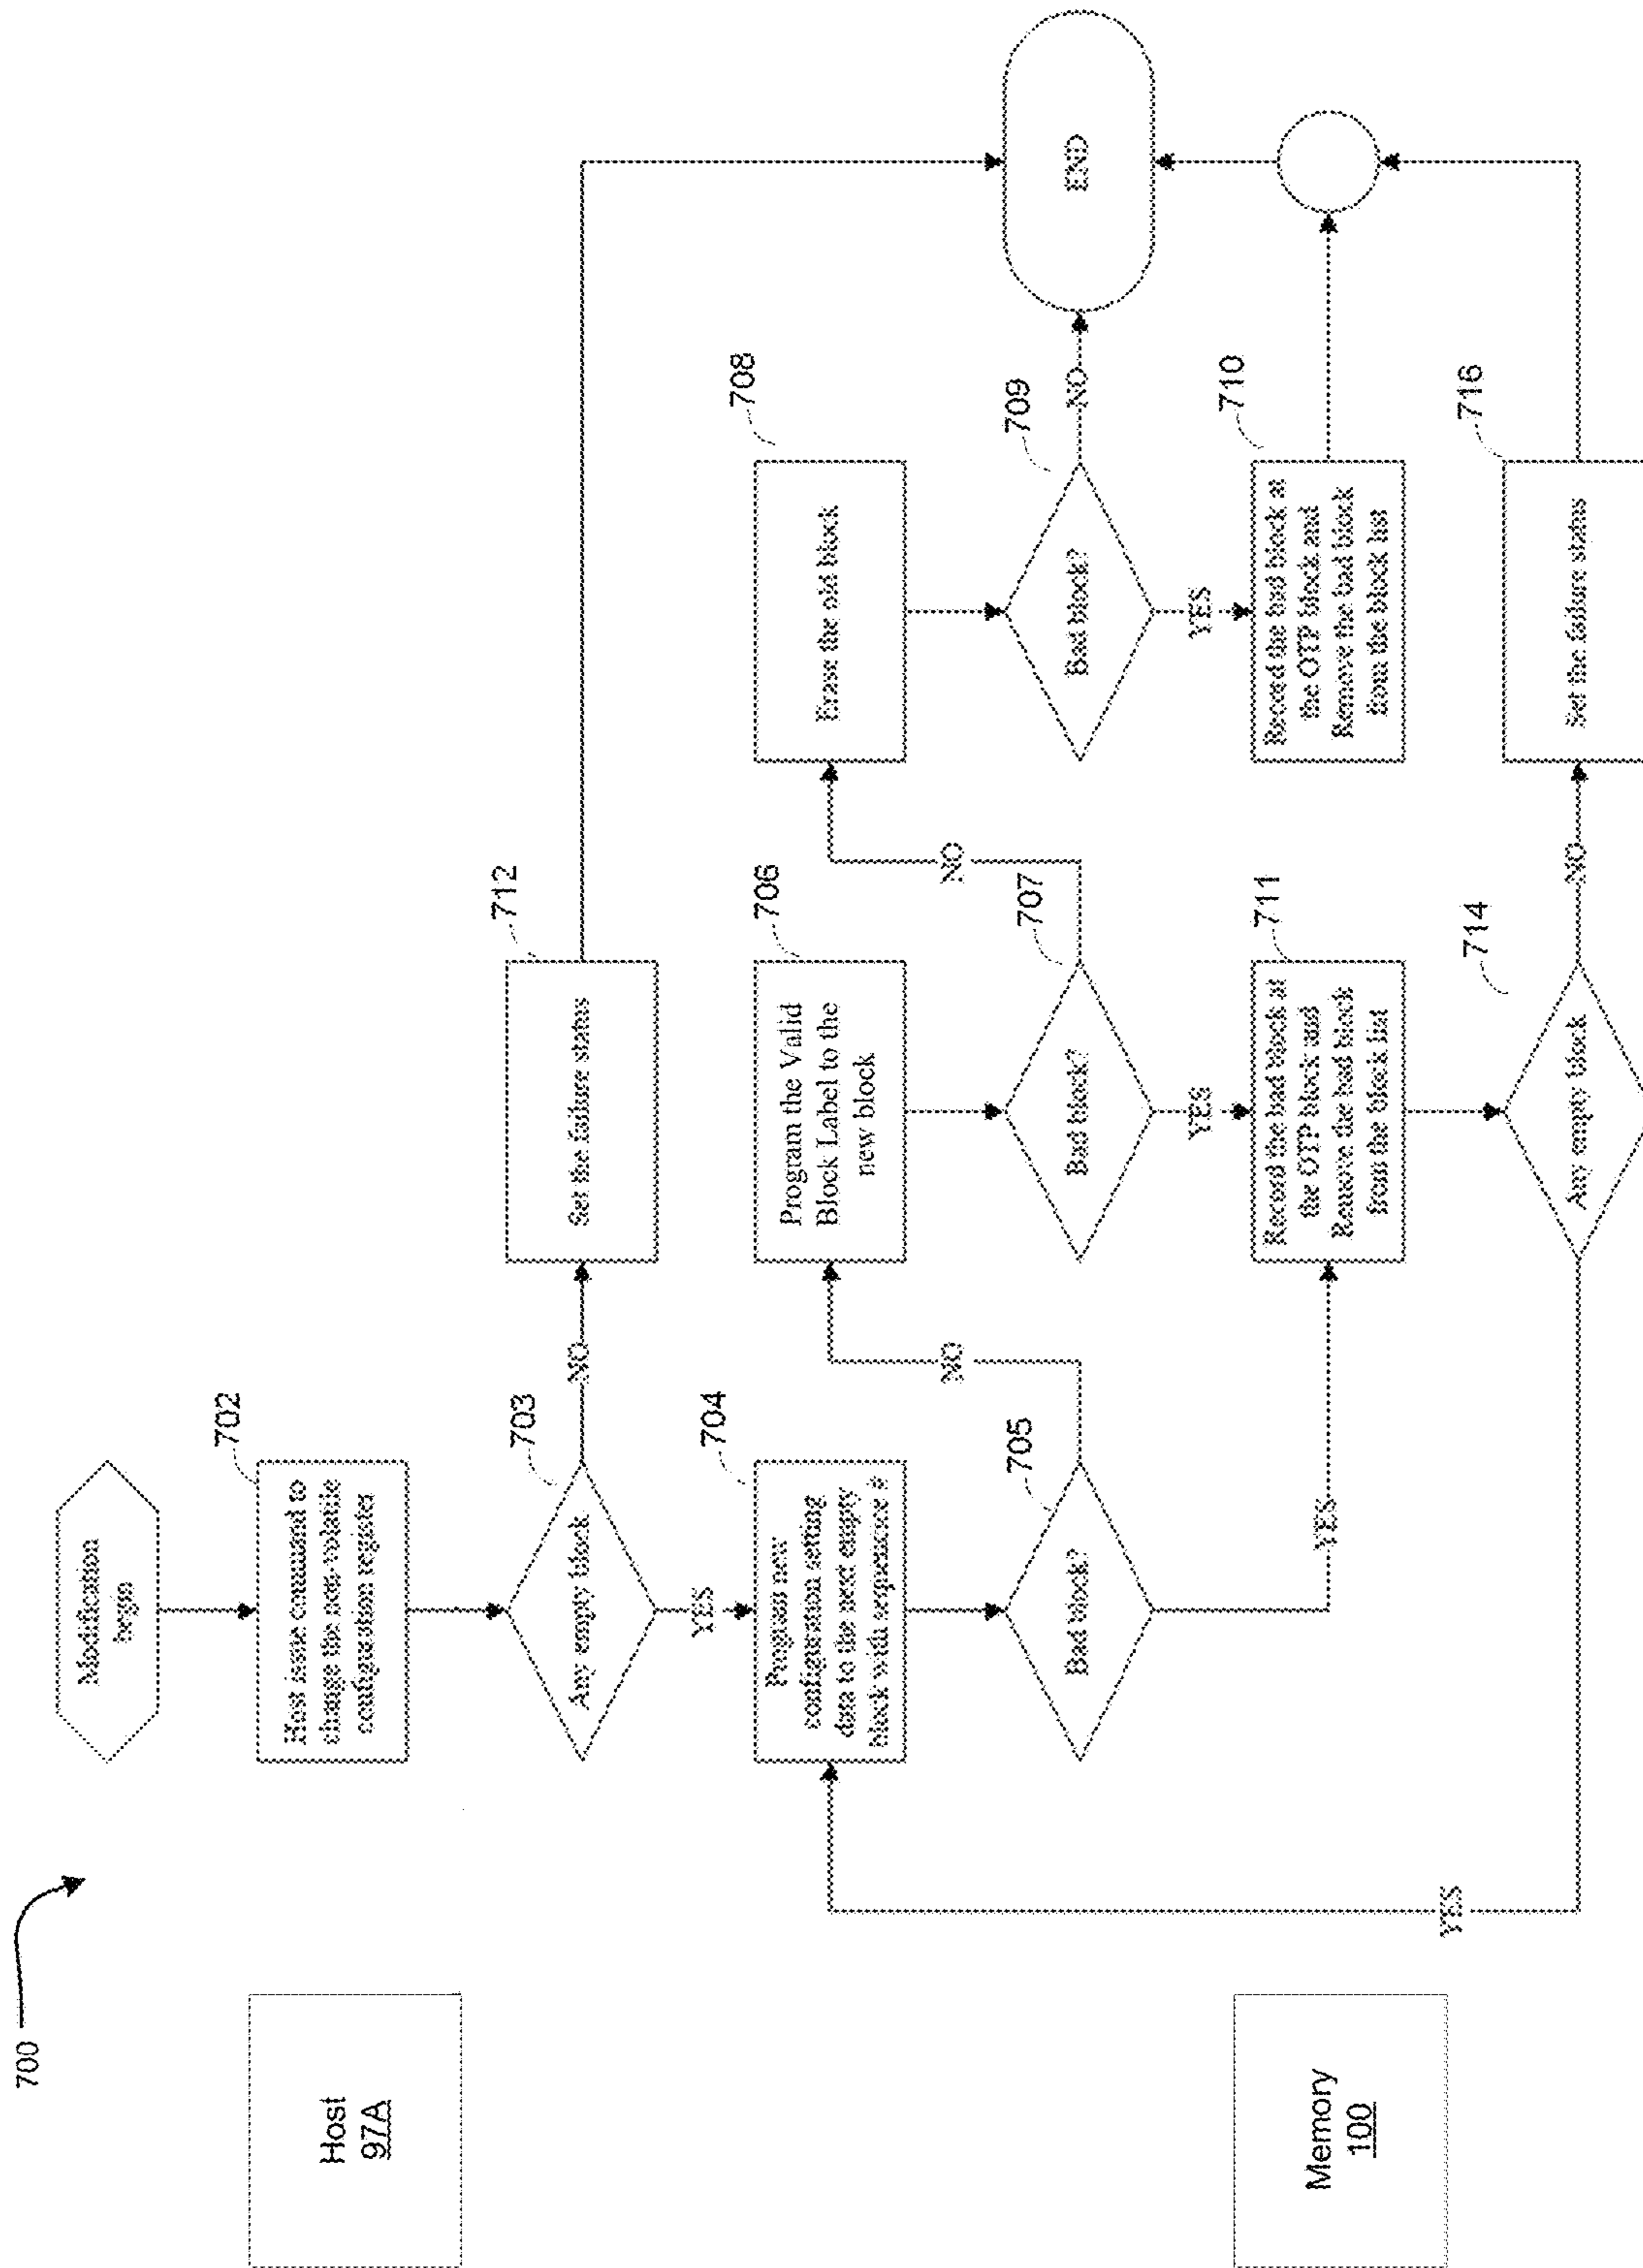 700
Host
97A
Memory
100
Modification
begin
702
Host issue command to
change the non-volatile
configuration register
703
Any empty block
NO
YES
712
Set the failure status
704
Program new
configuration setting
data to the next empty
block with sequence #
705
Bad block?
NO
YES
706
Program the Valid
Block Label to the
new block
707
Bad block?
NO
YES
708
Erase the old block
709
Bad block?
NO
YES
710
Record the bad block at
the OTP block and
Remove the bad block
from the block list
711
Record the bad block at
the OTP block and
Remove the bad block
from the block list
714
Any empty block
NO
YES
716
Set the failure status
END